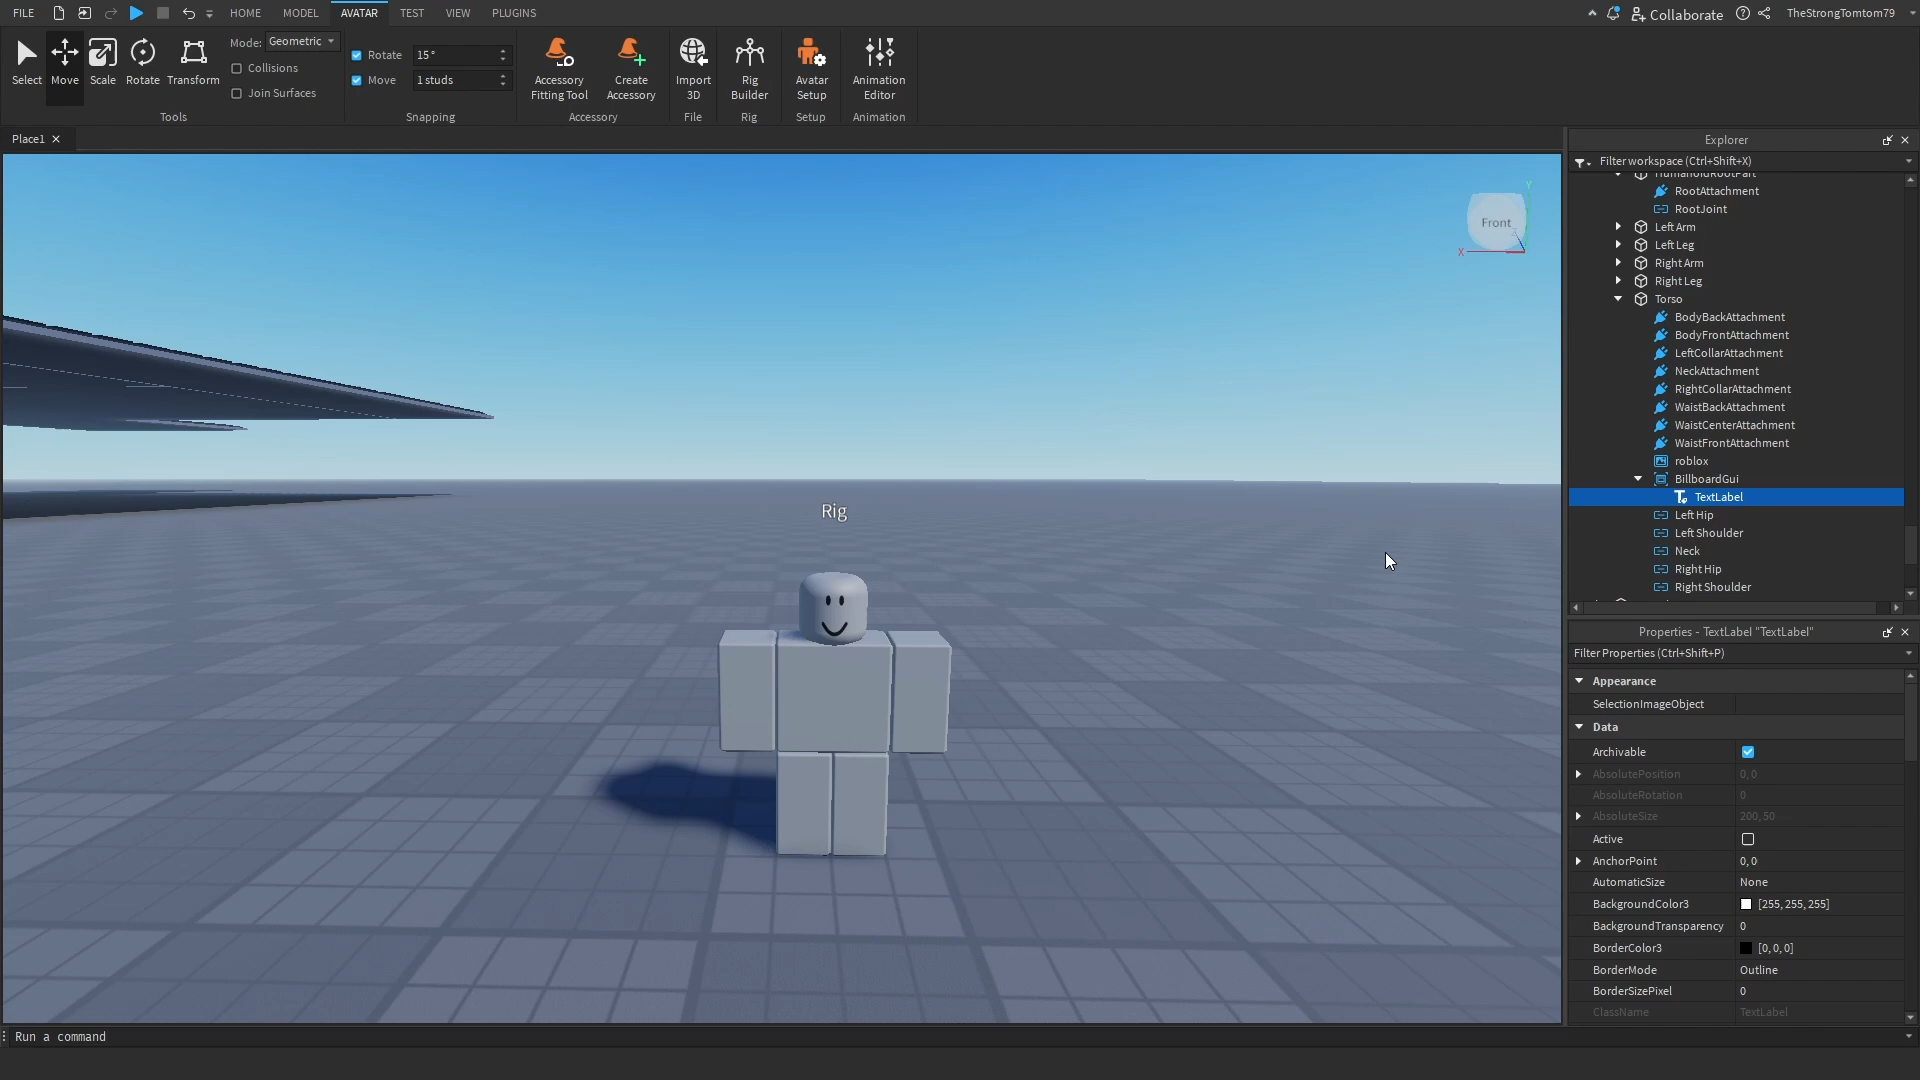 FILE HOME MODEL AVATAR TEST VIEW PLUGINS Collaborate TheStrongTomtom79
Select
Move
Scale
Rotate
Transform
Mode: Geometric
Collisions
Join Surfaces
Tools
Rotate 15°
Move 1 studs
Snapping
Accessory
Fitting Tool
Create
Accessory
Accessory
Import
3D
File
Rig
Builder
Rig
Avatar
Setup
Setup
Animation
Editor
Animation
Place1
Front
X
Y
Z
Rig
Explorer
Filter workspace (Ctrl+Shift+X)
HumanoidRootPart
RootAttachment
RootJoint
Left Arm
Left Leg
Right Arm
Right Leg
Torso
BodyBackAttachment
BodyFrontAttachment
LeftCollarAttachment
NeckAttachment
RightCollarAttachment
WaistBackAttachment
WaistCenterAttachment
WaistFrontAttachment
roblox
BillboardGui
TextLabel
Left Hip
Left Shoulder
Neck
Right Hip
Right Shoulder
Properties - TextLabel "TextLabel"
Filter Properties (Ctrl+Shift+P)
Appearance
SelectionImageObject
Data
Archivable
AbsolutePosition 0, 0
AbsoluteRotation 0
AbsoluteSize 200, 50
Active
AnchorPoint 0, 0
AutomaticSize None
BackgroundColor3 [255, 255, 255]
BackgroundTransparency 0
BorderColor3 [0, 0, 0]
BorderMode Outline
BorderSizePixel 0
ClassName TextLabel
Run a command